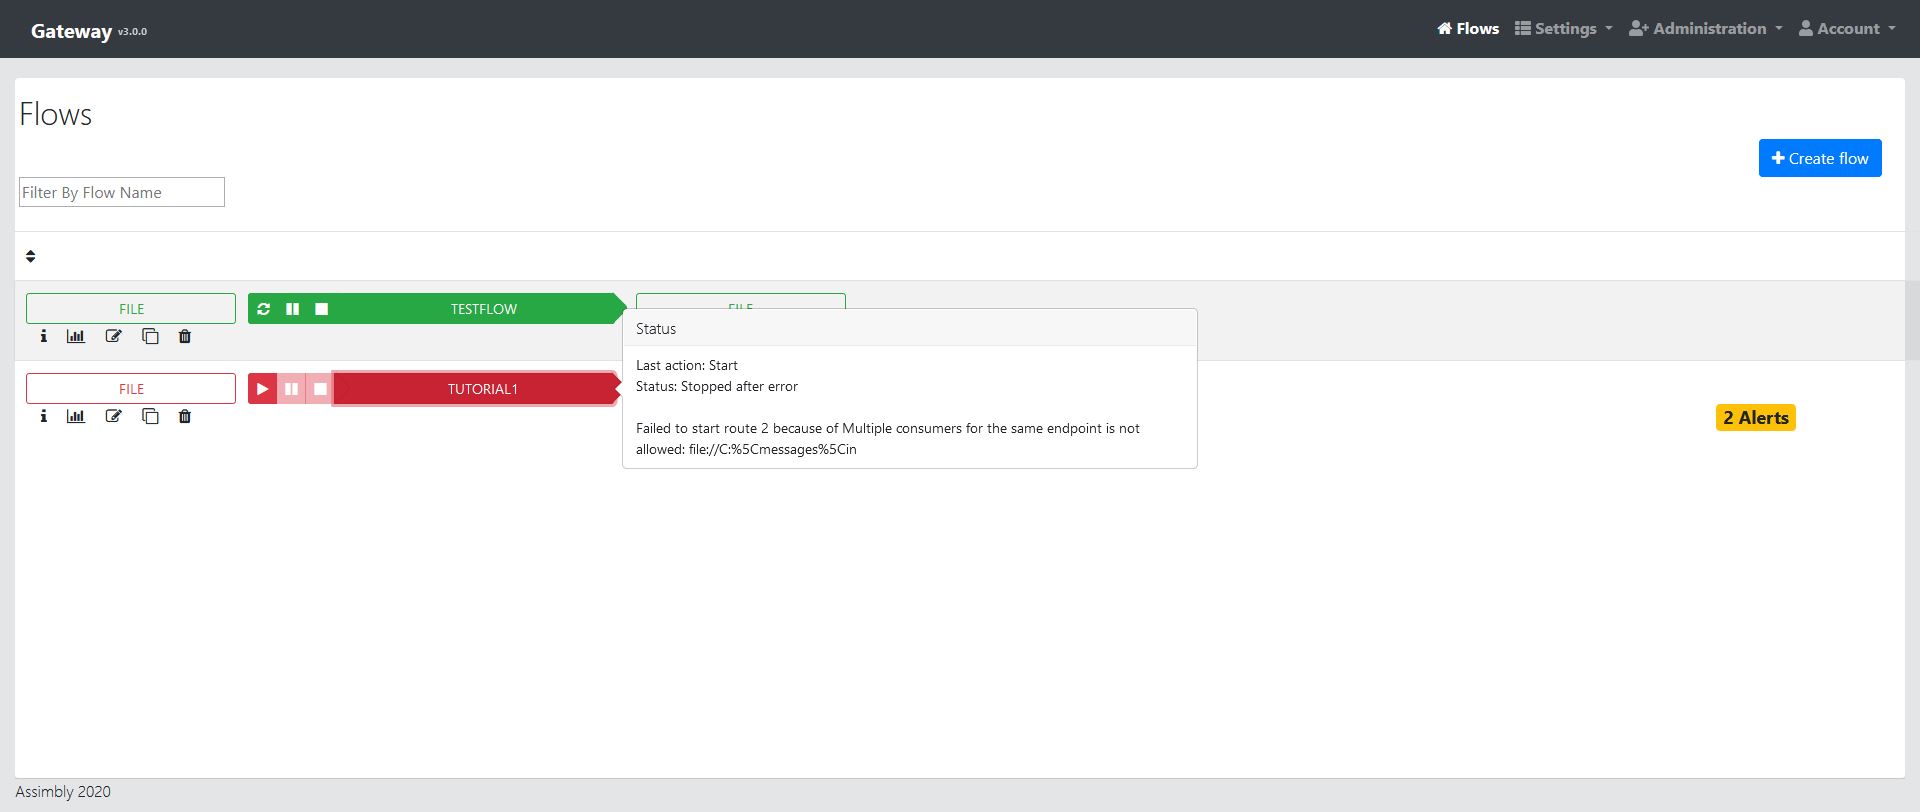 Gateway v3.0.0
Flows
Settings
Administration
Account
Flows
Create flow
Filter By Flow Name
FILE
TESTFLOW
FILE
FILE
TUTORIAL1
Status
Last action: Start
Status: Stopped after error
Failed to start route 2 because of Multiple consumers for the same endpoint is not
allowed: file://C:%5Cmessages%5Cin
2 Alerts
Assimbly 2020